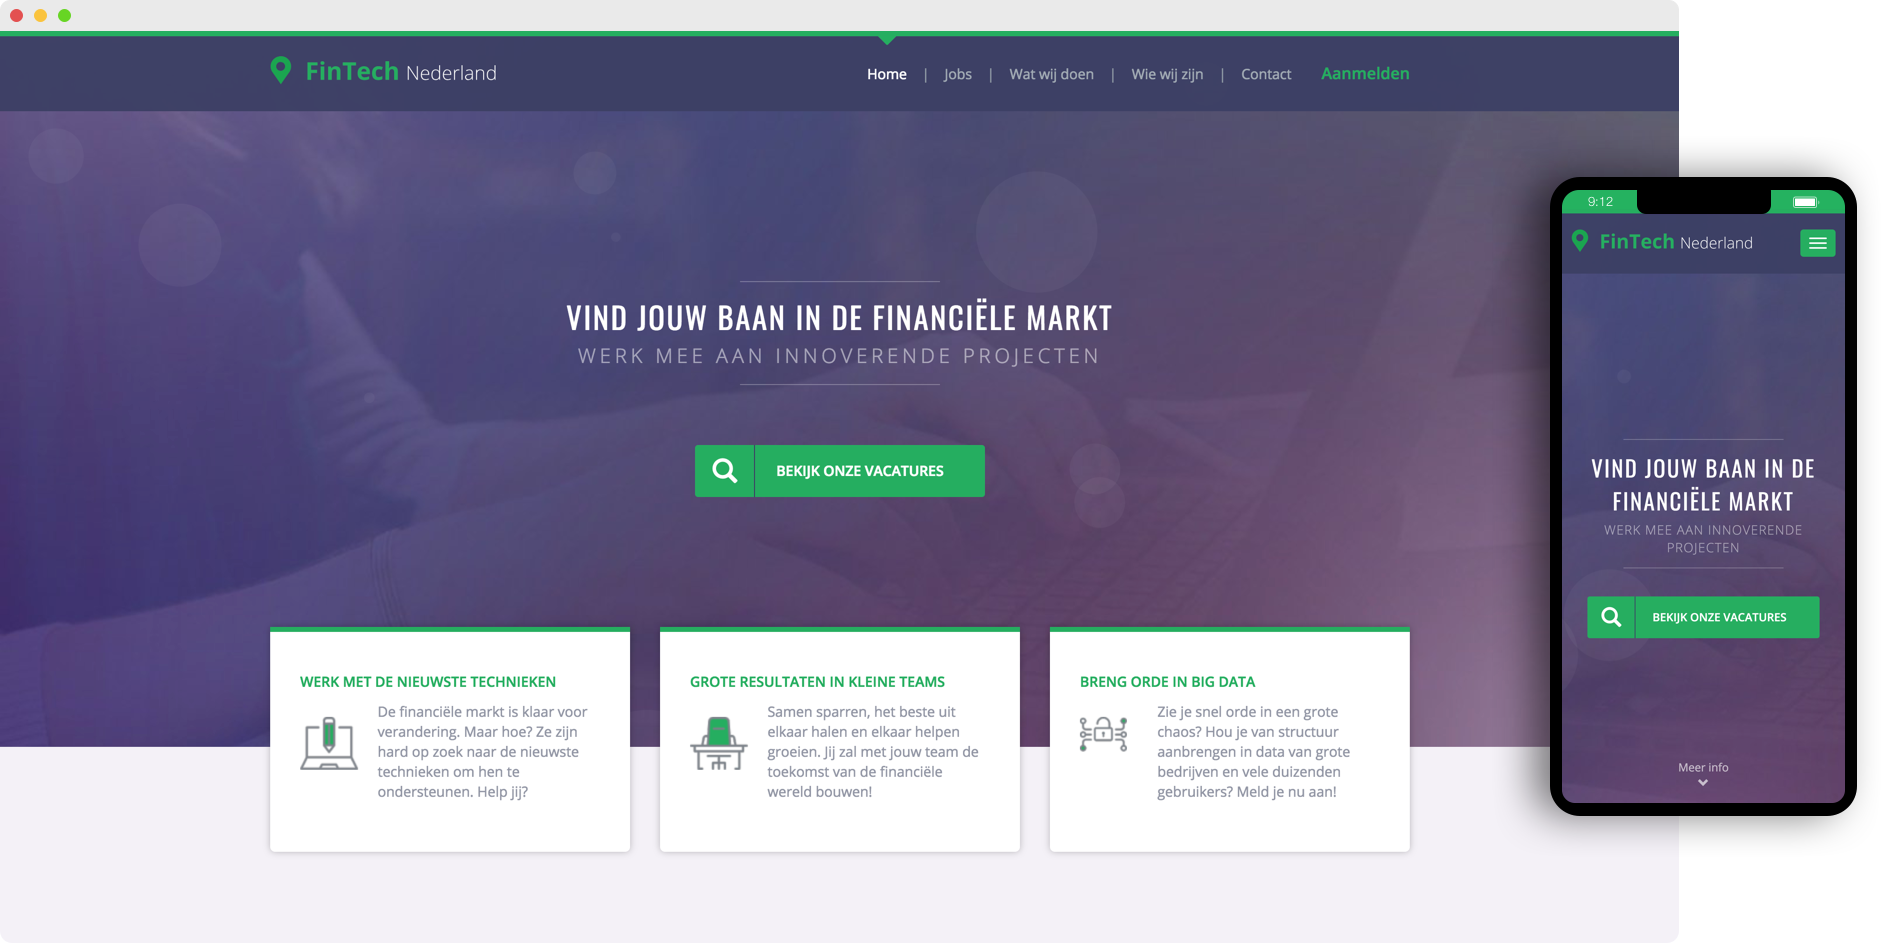 FinTech Nederland
Home | Jobs | Wat wij doen | Wie wij zijn | Contact Aanmelden
VIND JOUW BAAN IN DE FINANCIËLE MARKT
WERK MEE AAN INNOVERENDE PROJECTEN
BEKIJK ONZE VACATURES
WERK MET DE NIEUWSTE TECHNIEKEN
De financiële markt is klaar voor
verandering. Maar hoe? Ze zijn
hard op zoek naar de nieuwste
technieken om hen te
ondersteunen. Help jij?
GROTE RESULTATEN IN KLEINE TEAMS
Samen sparren, het beste uit
elkaar halen en elkaar helpen
groeien. Jij zal met jouw team de
toekomst van de financiële
wereld bouwen!
BRENG ORDE IN BIG DATA
Zie je snel orde in een grote
chaos? Hou je van structuur
aanbrengen in data van grote
bedrijven en vele duizenden
gebruikers? Meld je nu aan!
9:12
FinTech Nederland
VIND JOUW BAAN IN DE
FINANCIËLE MARKT
WERK MEE AAN INNOVERENDE
PROJECTEN
BEKIJK ONZE VACATURES
Meer info